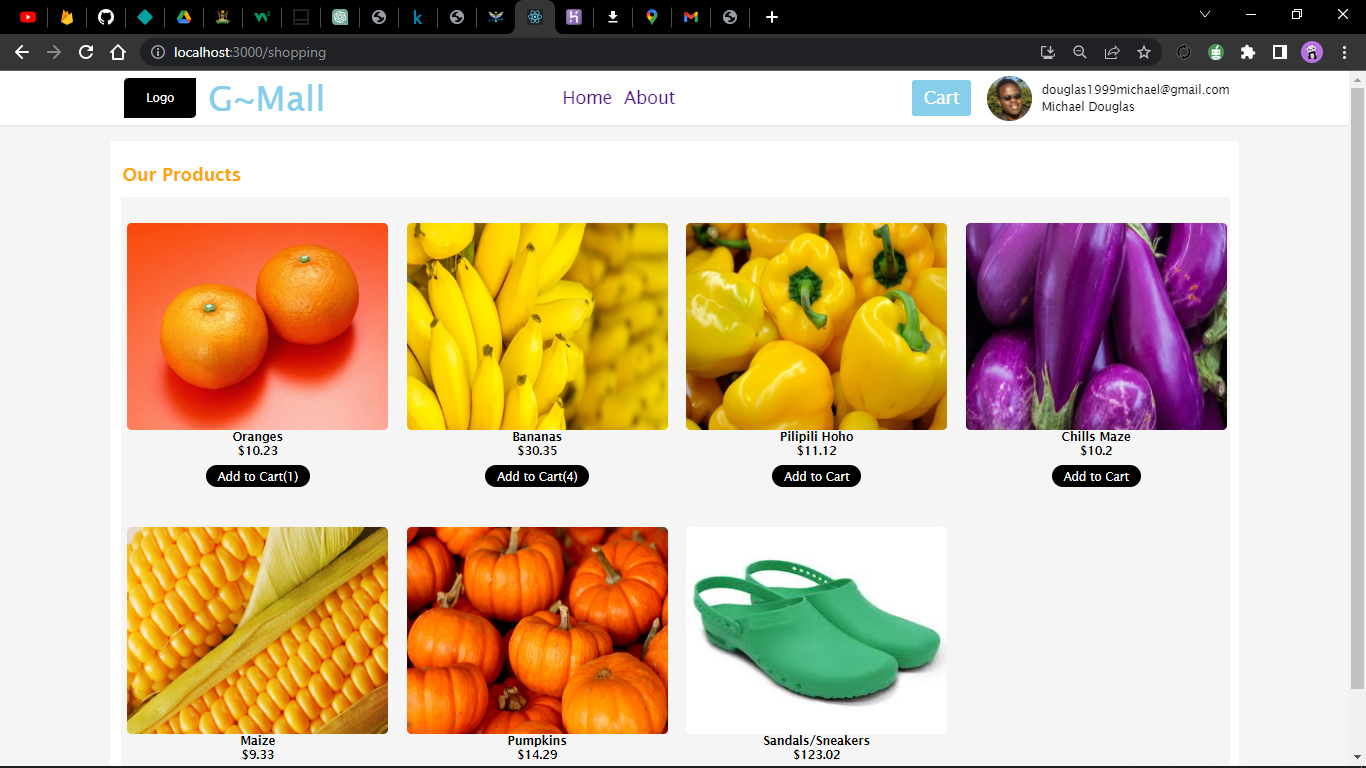 localhost:3000/shopping
Logo
G~Mall
Home
About
Cart
douglas1999michael@gmail.com
Michael Douglas
Our Products
Oranges
$10.23
Add to Cart(1)
Bananas
$30.35
Add to Cart(4)
Pilipili Hoho
$11.12
Add to Cart
Chills Maze
$10.2
Add to Cart
Maize
$9.33
Pumpkins
$14.29
Sandals/Sneakers
$123.02